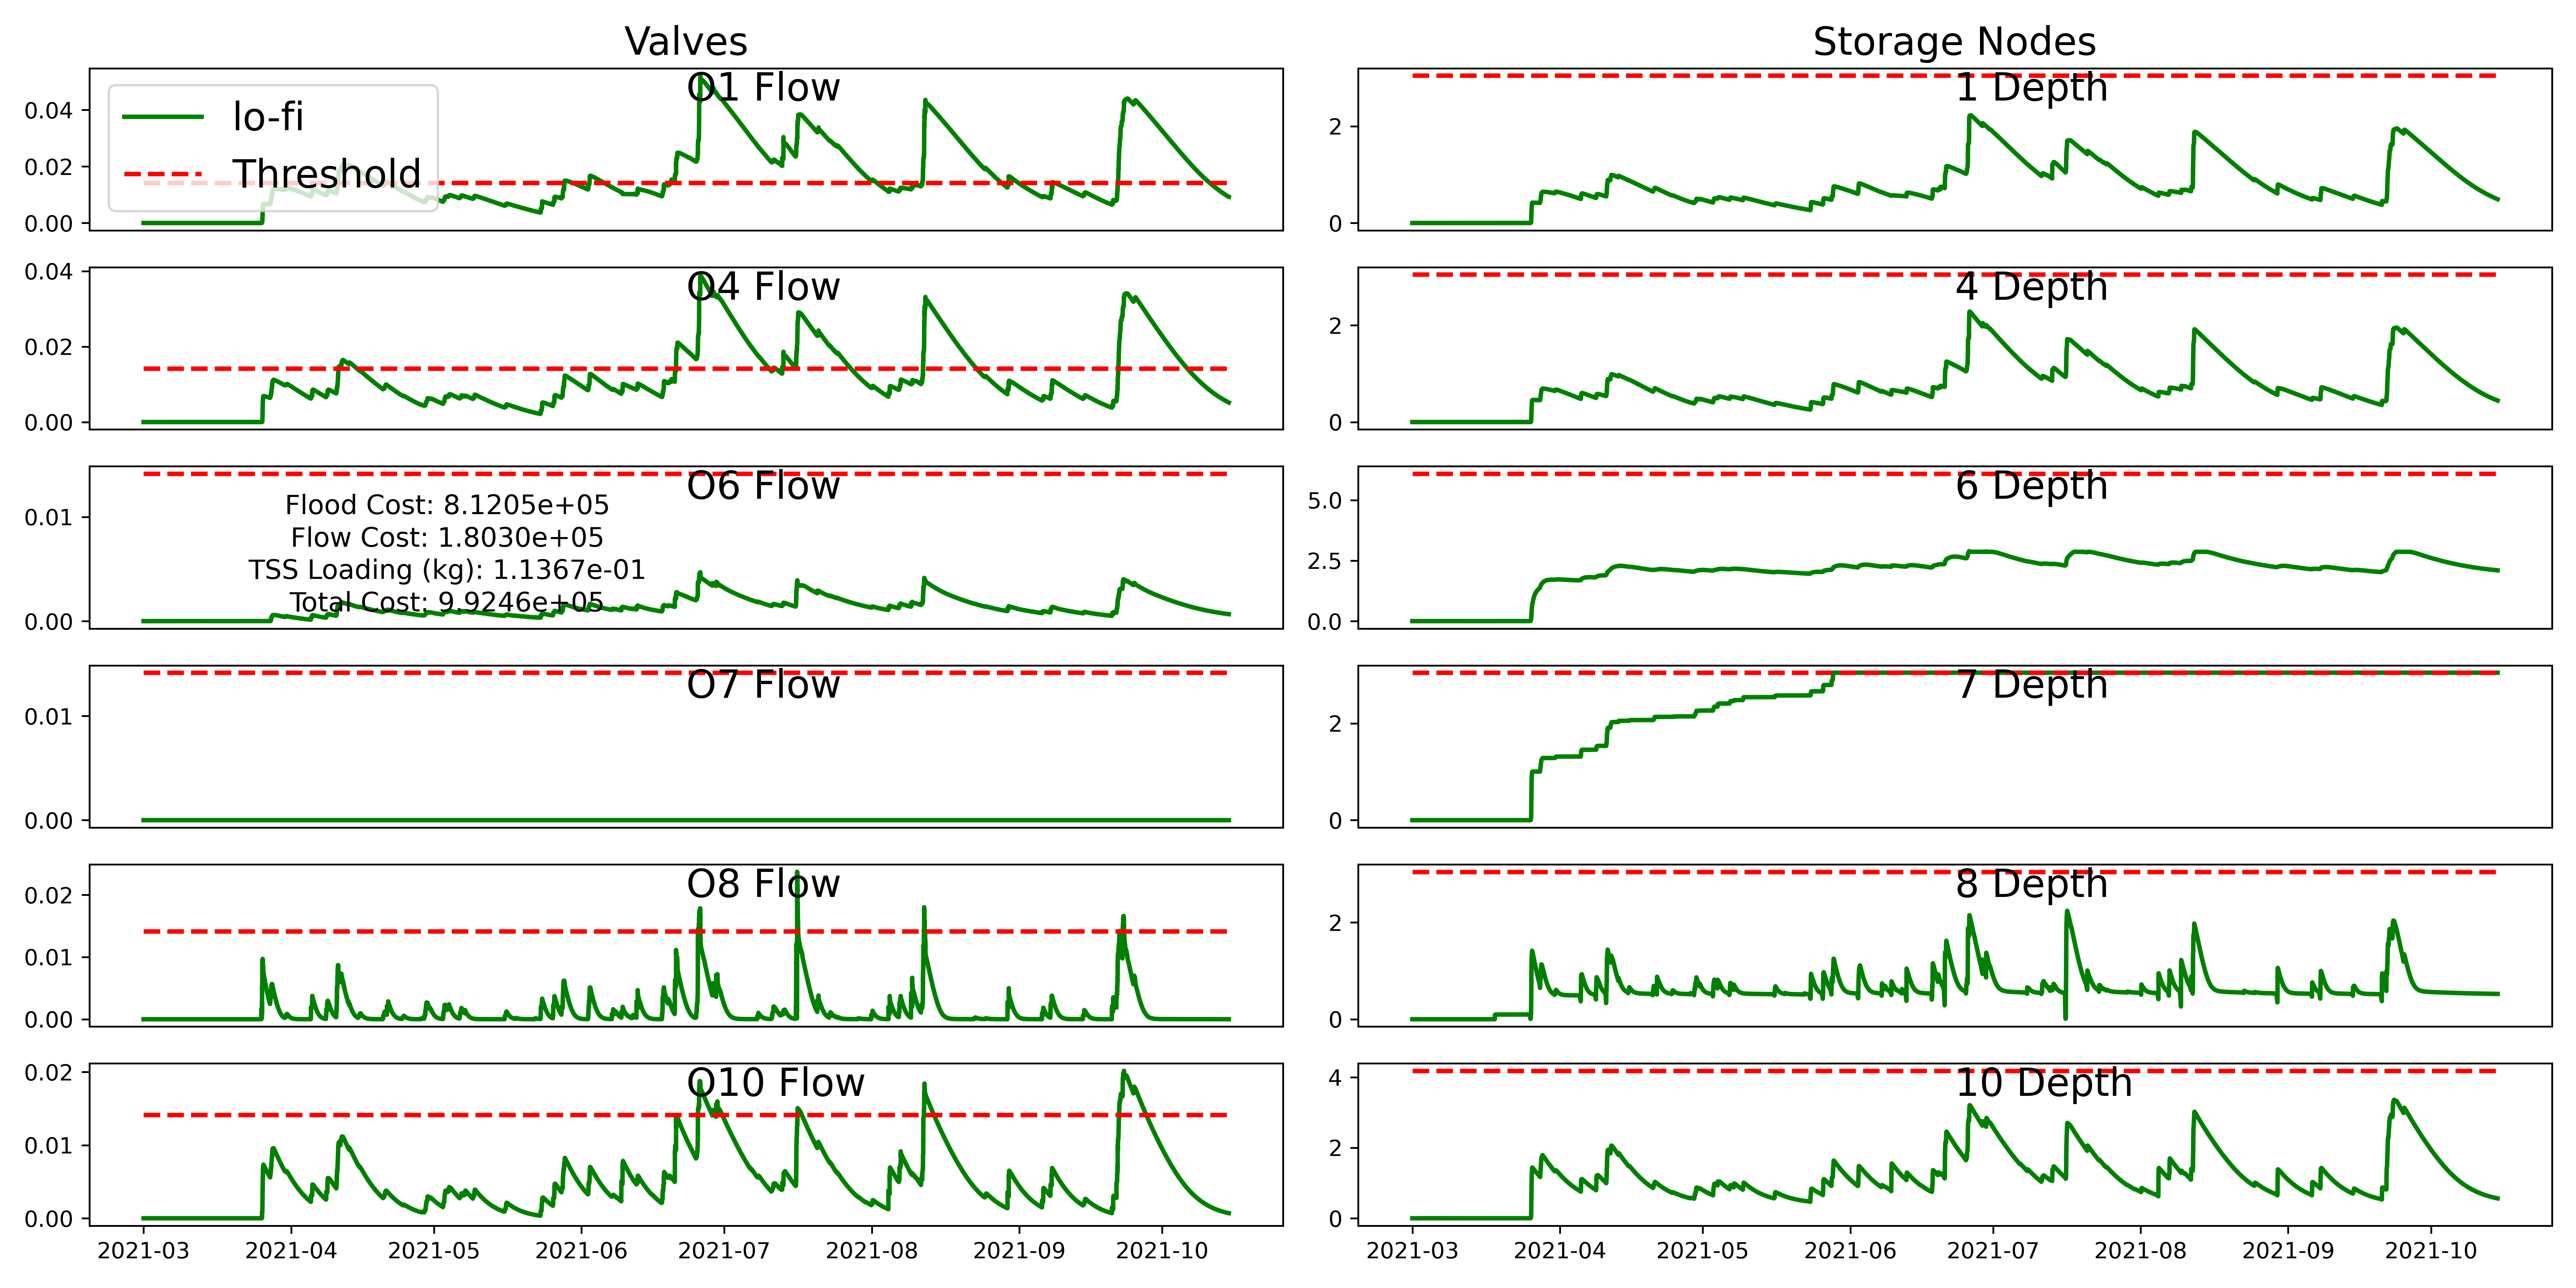 Valves
Storage Nodes
O1 Flow
lo-fi
Threshold
0.04
0.02
0.00
1 Depth
2
0
O4 Flow
0.04
0.02
0.00
4 Depth
2
0
O6 Flow
0.01
0.00
Flood Cost: 8.1205e+05
Flow Cost: 1.8030e+05
TSS Loading (kg): 1.1367e-01
Total Cost: 9.9246e+05
6 Depth
5.0
2.5
0.0
O7 Flow
0.01
0.00
7 Depth
2
0
O8 Flow
0.02
0.01
0.00
8 Depth
2
0
O10 Flow
0.02
0.01
0.00
2021-03 2021-04 2021-05 2021-06 2021-07 2021-08 2021-09 2021-10
10 Depth
4
2
0
2021-03 2021-04 2021-05 2021-06 2021-07 2021-08 2021-09 2021-10